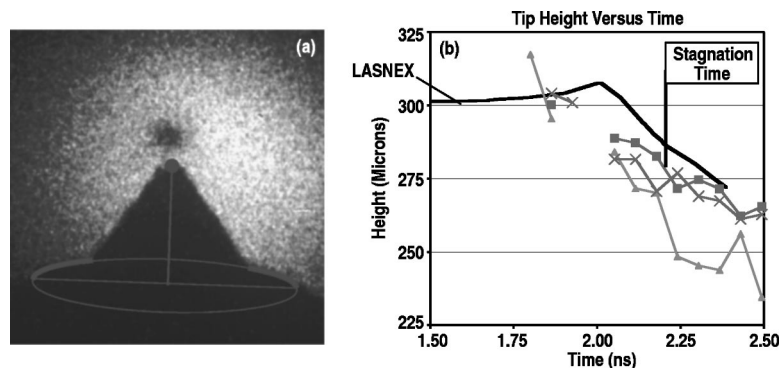 (a)
Tip Height Versus Time
(b)
LASNEX
Stagnation
Time
Height (Microns)
325
300
275
250
225
1.50
1.75
2.00
2.25
2.50
Time (ns)